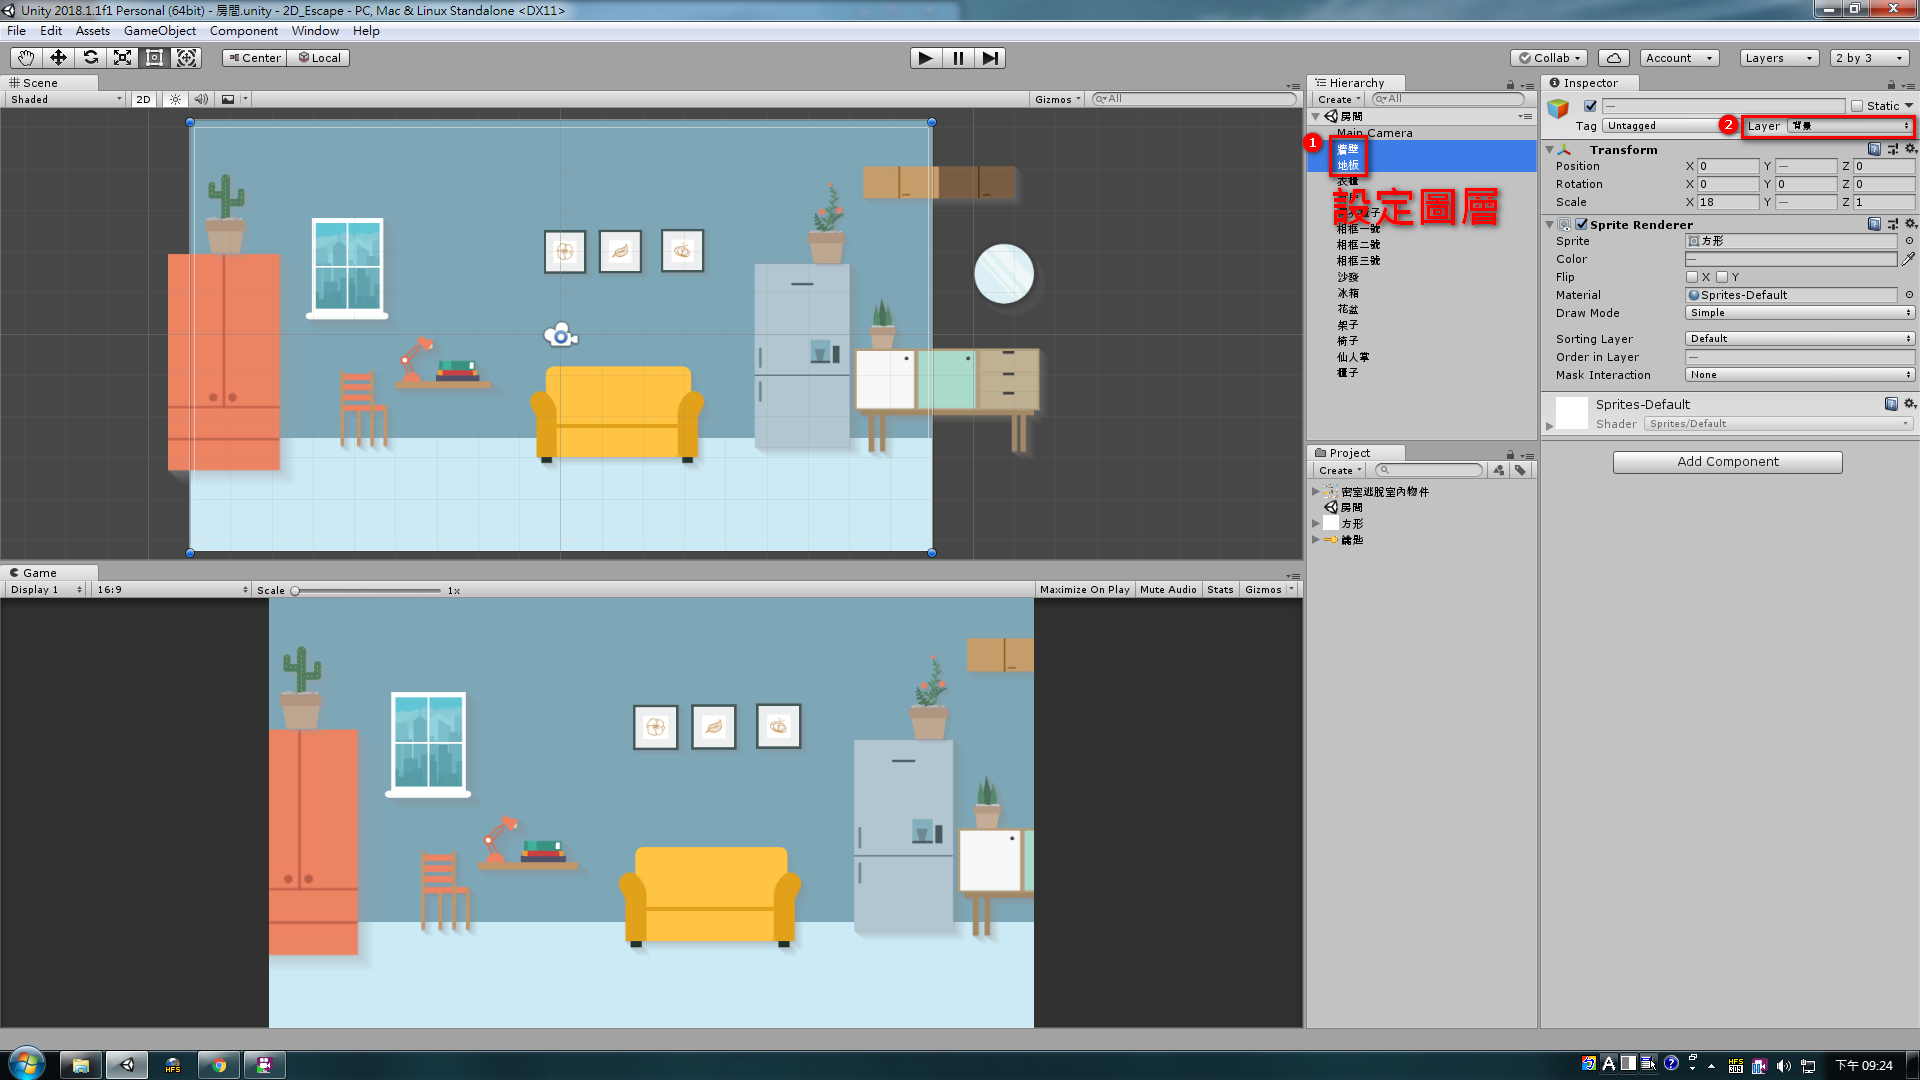 Unity 2018.1.1f1 Personal (64bit) - 房間.unity - 2D_Escape - PC, Mac & Linux Standalone <DX11>
File Edit Assets GameObject Component Window Help
Center Local
Collab Account Layers 2 by 3
Scene
Shaded 2D Gizmos All
Hierarchy
Create All
房間
Main Camera
牆壁
地板
衣櫃
相框一號
相框二號
相框三號
沙發
冰箱
花盆
架子
椅子
仙人掌
櫃子
1
設定圖層
Project
Create
密室逃脫室內物件
房間
方形
鑰匙
Inspector
— Static
Tag Untagged 2 Layer 背景
Transform
Position X 0 Y — Z 0
Rotation X 0 Y 0 Z 0
Scale X 18 Y — Z 1
Sprite Renderer
Sprite 方形
Color —
Flip X Y
Material Sprites-Default
Draw Mode Simple
Sorting Layer Default
Order in Layer —
Mask Interaction None
Sprites-Default
Shader Sprites/Default
Add Component
Game
Display 1 16:9 Scale 1x Maximize On Play Mute Audio Stats Gizmos
HFS
A
HFS
下午 09:24